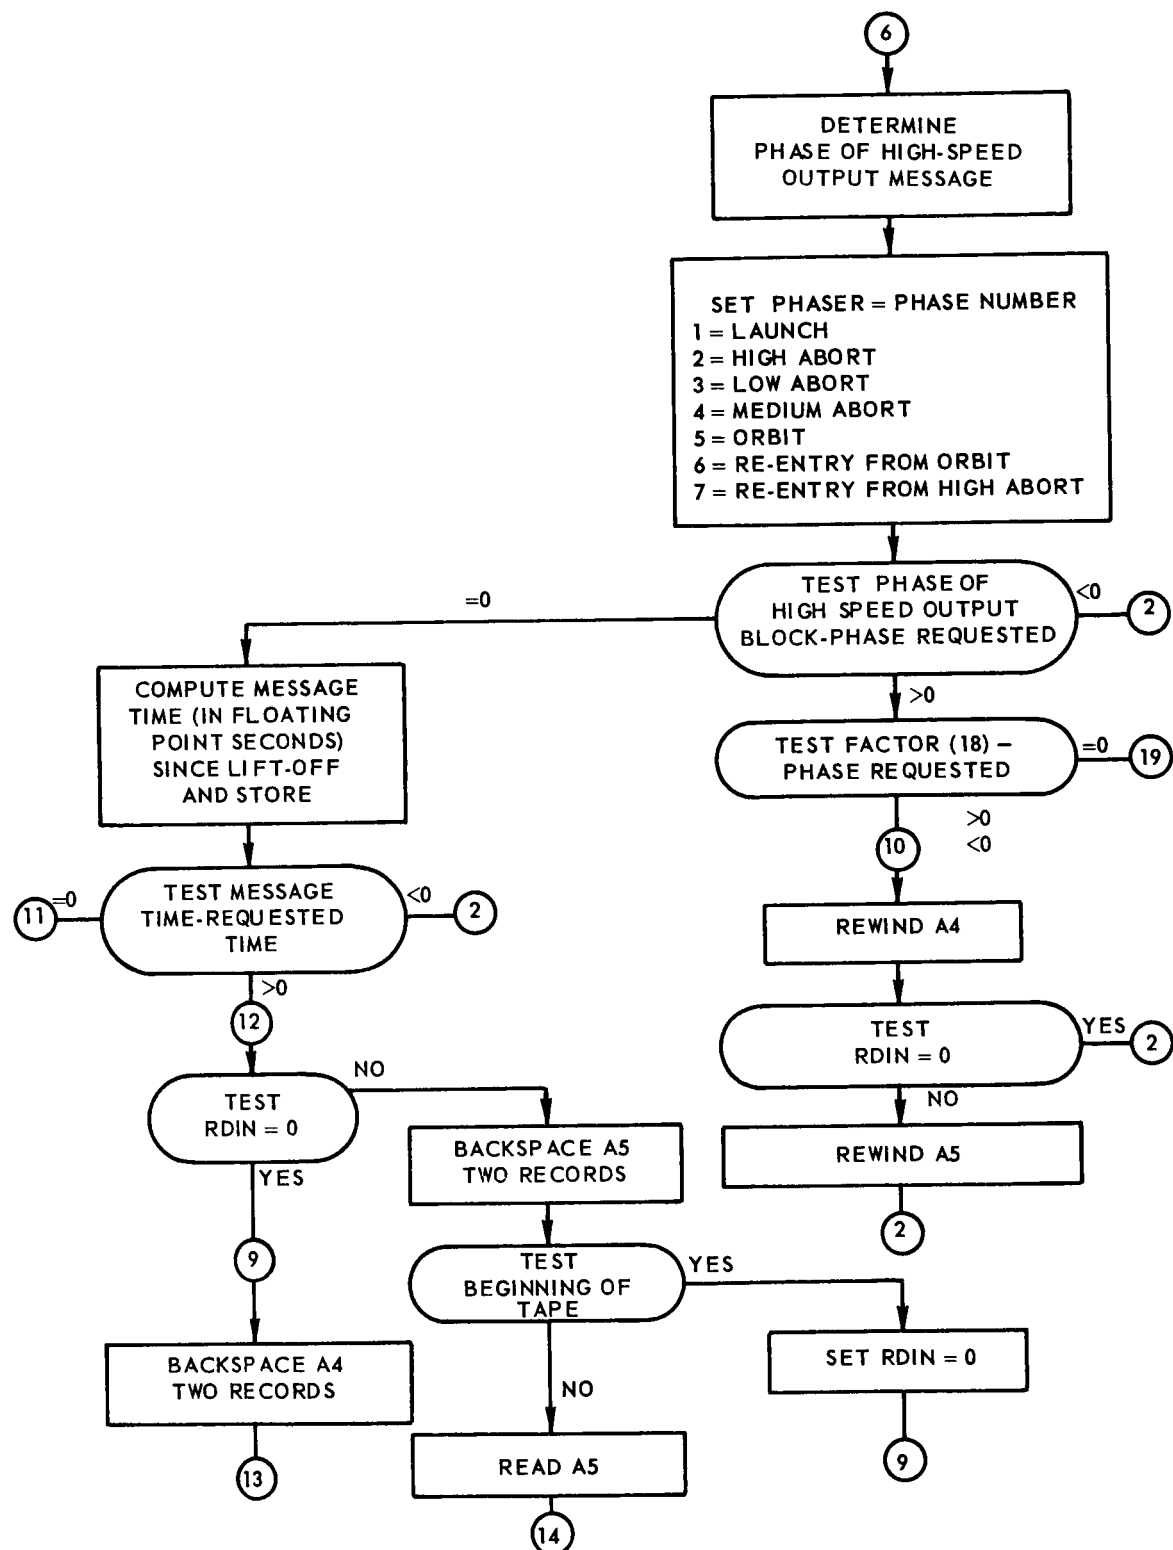 6
DETERMINE
PHASE OF HIGH-SPEED
OUTPUT MESSAGE
SET PHASER = PHASE NUMBER
1 = LAUNCH
2 = HIGH ABORT
3 = LOW ABORT
4 = MEDIUM ABORT
5 = ORBIT
6 = RE-ENTRY FROM ORBIT
7 = RE-ENTRY FROM HIGH ABORT
TEST PHASE OF
HIGH SPEED OUTPUT
BLOCK-PHASE REQUESTED
<0
2
=0
>0
COMPUTE MESSAGE
TIME (IN FLOATING
POINT SECONDS)
SINCE LIFT-OFF
AND STORE
TEST FACTOR (18) –
PHASE REQUESTED
=0
19
>0
<0
10
TEST MESSAGE
TIME-REQUESTED
TIME
=0
11
<0
2
>0
12
REWIND A4
TEST
RDIN = 0
YES
2
NO
REWIND A5
2
TEST
RDIN = 0
NO
YES
BACKSPACE A5
TWO RECORDS
9
TEST
BEGINNING OF
TAPE
YES
SET RDIN = 0
9
BACKSPACE A4
TWO RECORDS
13
NO
READ A5
14